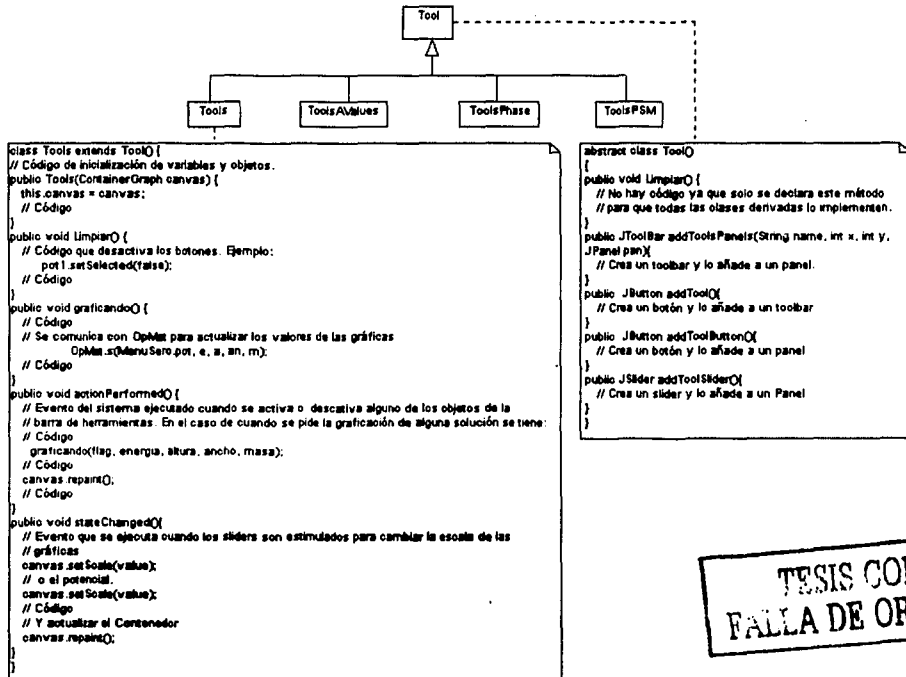 Tool
Tools
ToolsAValues
ToolsPhase
ToolsPSM
class Tools extends Tool() {
// Código de inicialización de variables y objetos.
public Tools(ContainerGraph canvas) {
this.canvas = canvas;
// Código
}
public void Limpiar() {
// Código que desactiva los botones. Ejemplo:
pot1.setSelected(false);
// Código
}
public void graficando() {
// Código
// Se comunica con OpMat para actualizar los valores de las gráficas
OpMat.s(MenuSero.pot, e, a, an, m);
// Código
}
public void actionPerformed() {
// Evento del sistema ejecutado cuando se activa o descativa alguno de los objetos de la
// barra de herramientas. En el caso de cuando se pide la graficación de alguna solución se tiene:
// Código
graficando(flag, energia, altura, ancho, masa);
// Código
canvas.repaint();
// Código
}
public void stateChanged(){
// Evento que se ejecuta cuando los sliders son estimulados para cambiar la escala de las
// gráficas
canvas.setScale(value);
// o el potencial.
canvas.setScale(value);
// Código
// Y actualizar el Contenedor
canvas.repaint();
}
}
abstract class Tool()
{
public void Limpiar() {
// No hay código ya que solo se declara este método
// para que todas las clases derivadas lo implementen.
}
public JToolBar addToolsPanels(String name, int x, int y,
JPanel pan){
// Crea un toolbar y lo añade a un panel.
}
public JButton addTool(){
// Crea un botón y lo añade a un toolbar
}
public JButton addToolButton(){
// Crea un botón y lo añade a un panel
}
public JSlider addToolSlider(){
// Crea un slider y lo añade a un Panel
}
}
TESIS CO
FALLA DE OR